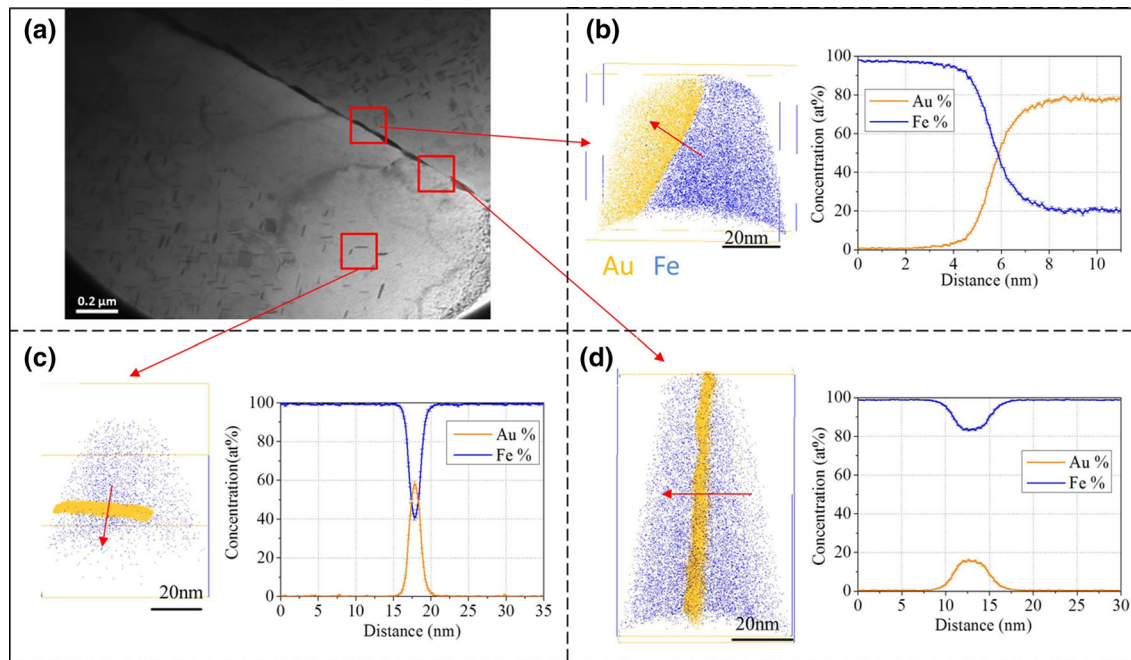 (a)
0.2 μm
(b)
Au Fe
20nm
Concentration (at%)
100
80
60
40
20
0
Au %
Fe %
0 2 4 6 8 10
Distance (nm)
(c)
20nm
Concentration(at%)
100
80
60
40
20
0
Au %
Fe %
0 5 10 15 20 25 30 35
Distance (nm)
(d)
20nm
Concentration (at%)
100
80
60
40
20
0
Au %
Fe %
0 5 10 15 20 25 30
Distance (nm)